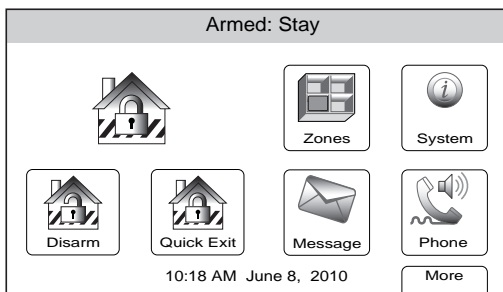 Armed: Stay
Zones
System
Disarm
Quick Exit
Message
Phone
10:18 AM June 8, 2010
More